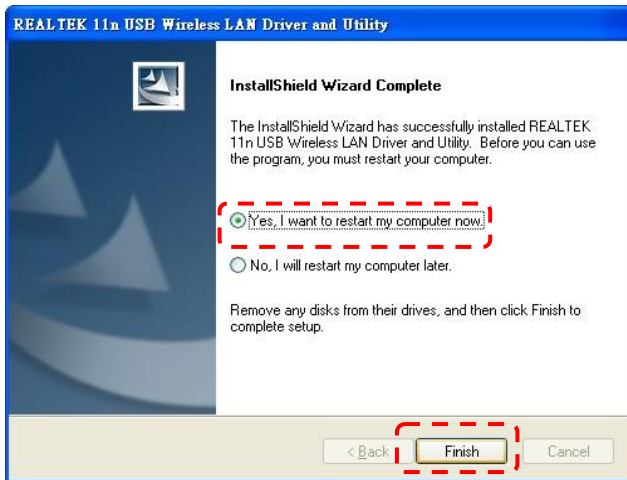 REALTEK 11n USB Wireless LAN Driver and Utility
InstallShield Wizard Complete
The InstallShield Wizard has successfully installed REALTEK
11n USB Wireless LAN Driver and Utility. Before you can use
the program, you must restart your computer.
Yes, I want to restart my computer now.
No, I will restart my computer later.
Remove any disks from their drives, and then click Finish to
complete setup.
< Back Finish Cancel